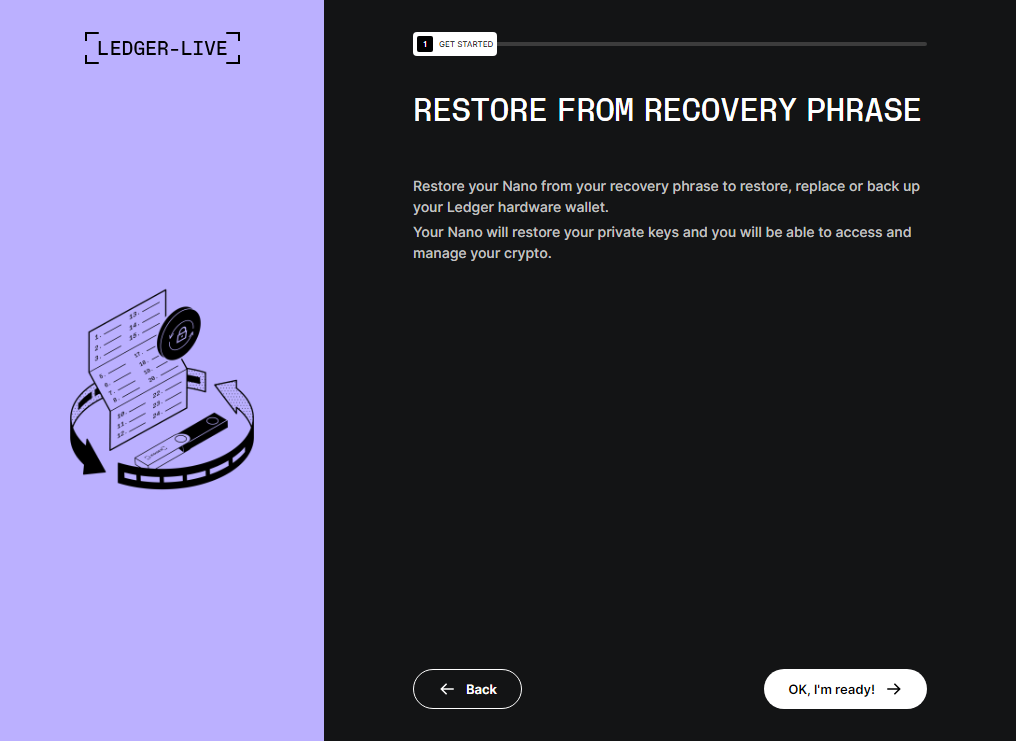 LEDGER-LIVE
1 GET STARTED
RESTORE FROM RECOVERY PHRASE
Restore your Nano from your recovery phrase to restore, replace or back up
your Ledger hardware wallet.
Your Nano will restore your private keys and you will be able to access and
manage your crypto.
1.
2.
3.
13.
14.
15.
5.
6.
7.
8.
17.
18.
19.
20.
10.
11.
12.
22.
23.
24.
Back
OK, I'm ready!